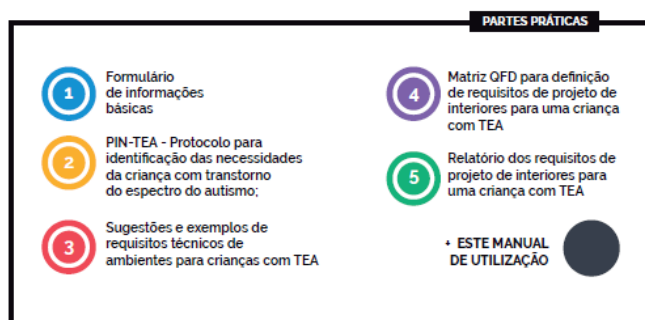 PARTES PRÁTICAS
1
Formulário
de informações
básicas
2
PIN-TEA - Protocolo para
identificação das necessidades
da criança com transtorno
do espectro do autismo;
3
Sugestões e exemplos de
requisitos técnicos de
ambientes para crianças com TEA
4
Matriz QFD para definição
de requisitos de projeto de
interiores para uma criança
com TEA
5
Relatório dos requisitos de
projeto de interiores para
uma criança com TEA
+ ESTE MANUAL
DE UTILIZAÇÃO